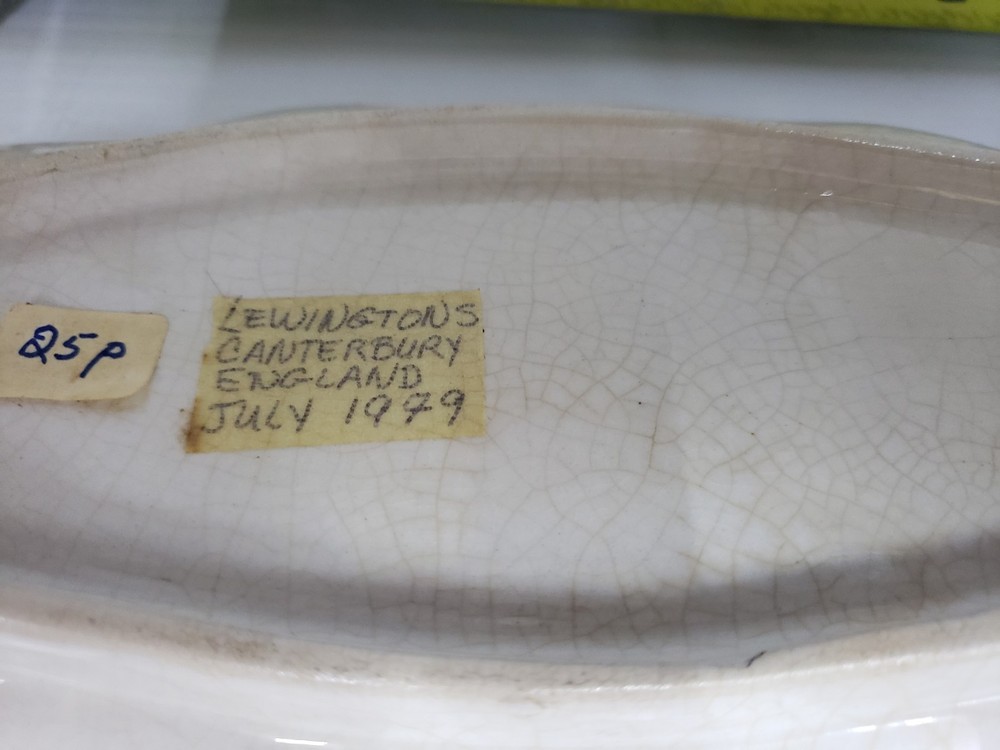 25p
LEWINGTONS
CANTERBURY
ENGLAND
JULY 1979